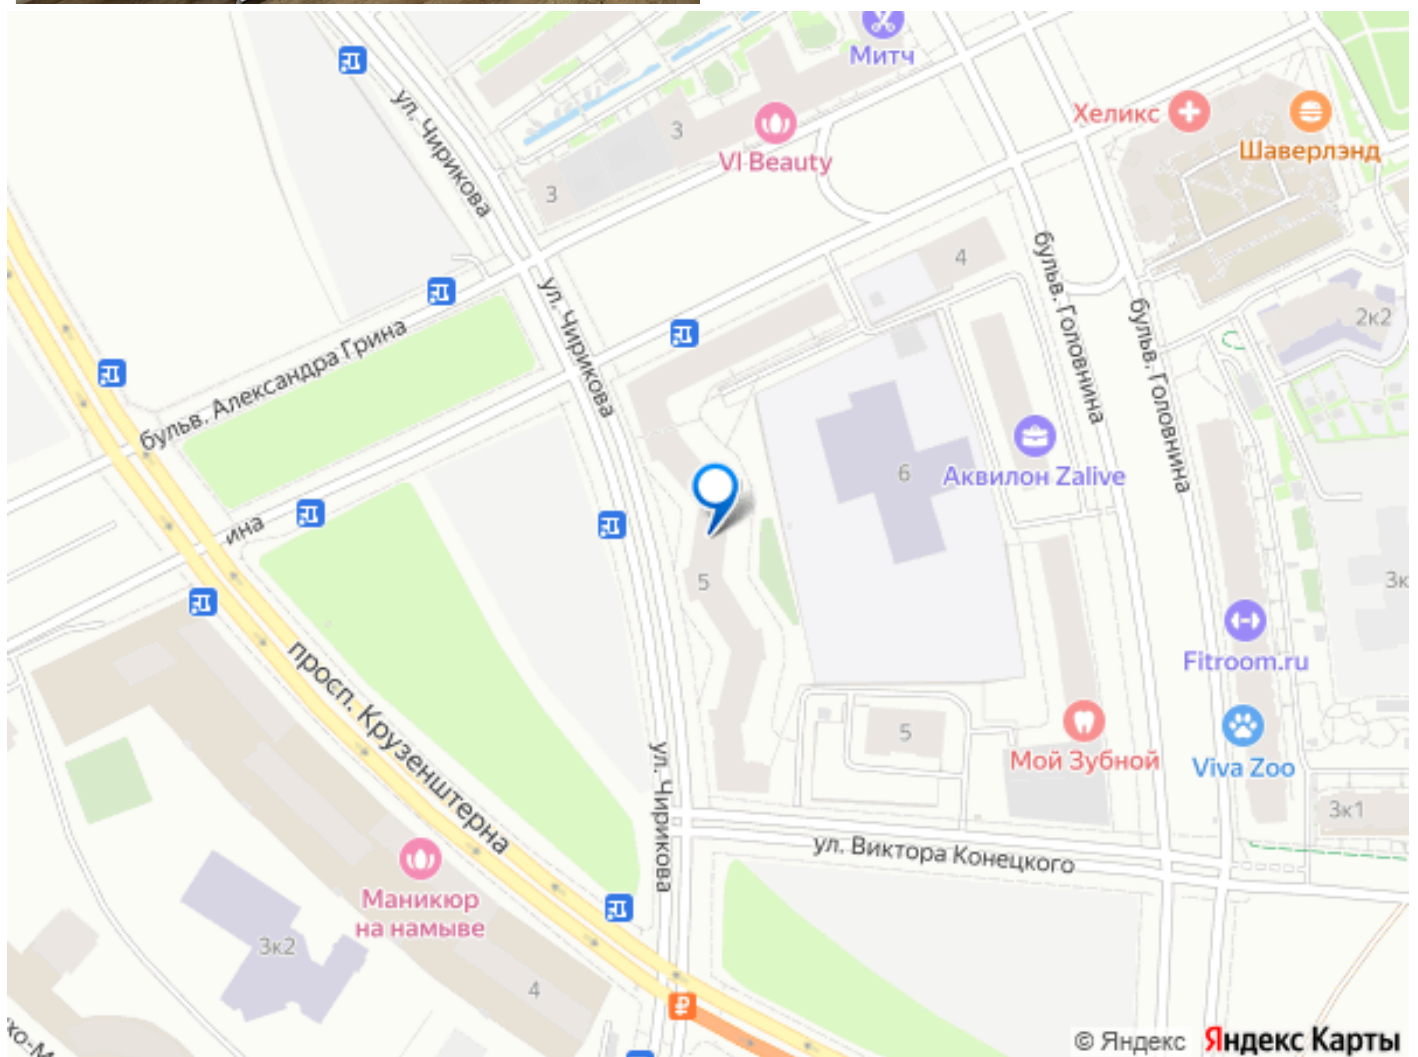 Митч
ул. Чирикова
Хеликс
Шаверлэнд
3
VI Beauty
3
бульв. Головнина
4
ул. Чирикова
бульв. Головнина
2к2
бульв. Александра Грина
6
Аквилон Zalive
ина
5
3к
Fitroom.ru
просп. Крузенштерна
5
Мой Зубной
Viva Zoo
ул. Чирикова
3к1
ул. Виктора Конецкого
Маникюр
на намыве
3к2
4
ко-М
© Яндекс Яндекс Карты